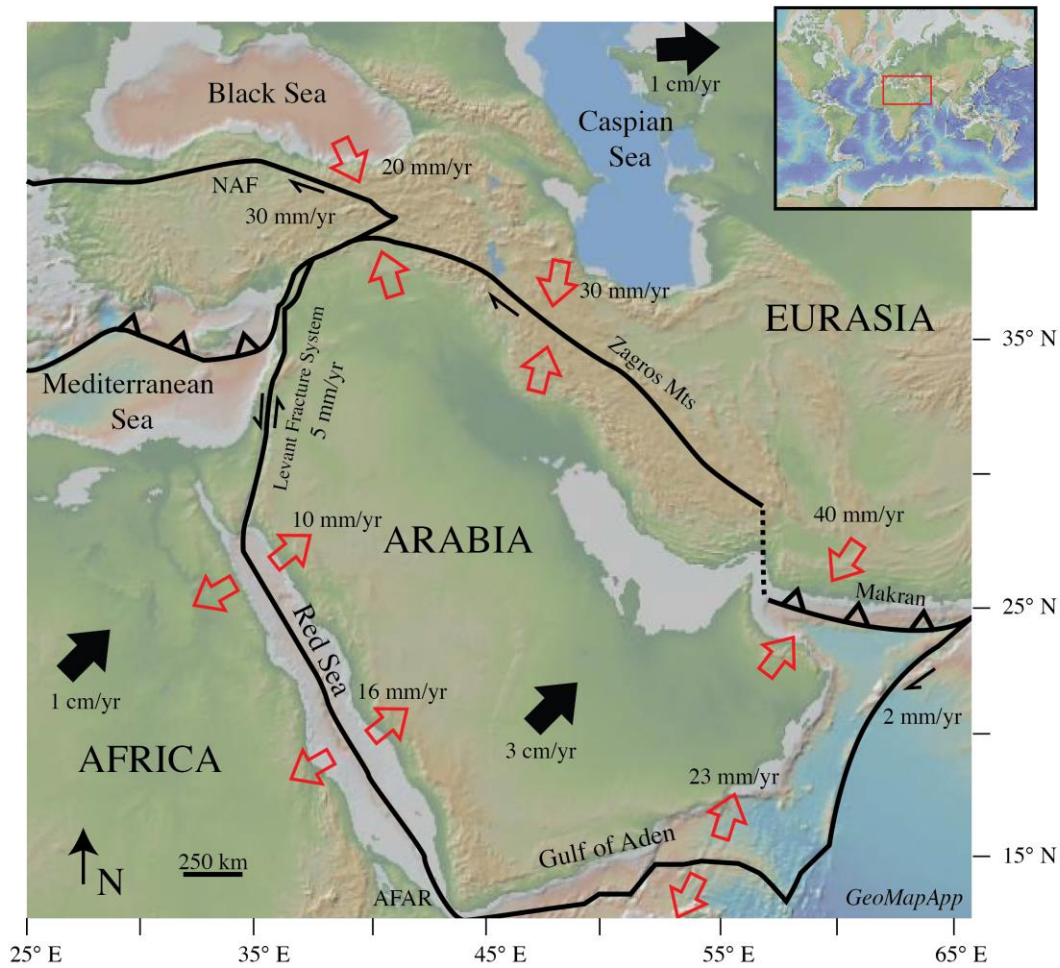 Black Sea
1 cm/yr
Caspian
Sea
20 mm/yr
NAF
30 mm/yr
30 mm/yr
EURASIA
35° N
Zagros Mts
Mediterranean
Sea
Levant Fracture System
5 mm/yr
10 mm/yr
ARABIA
40 mm/yr
Makran
25° N
Red Sea
1 cm/yr
16 mm/yr
2 mm/yr
AFRICA
3 cm/yr
23 mm/yr
N
250 km
Gulf of Aden
15° N
AFAR
GeoMapApp
25° E
35° E
45° E
55° E
65° E